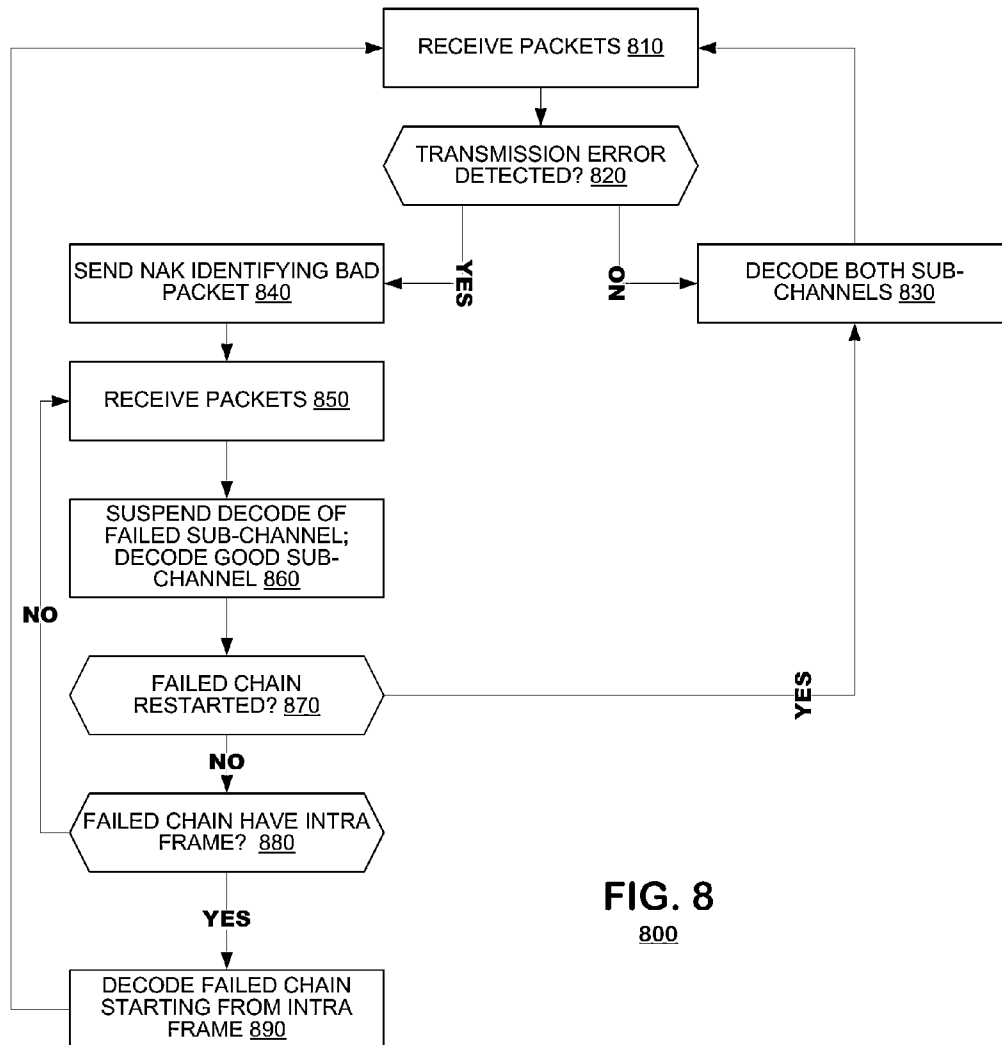 RECEIVE PACKETS 810
TRANSMISSION ERROR
DETECTED? 820
YES
NO
SEND NAK IDENTIFYING BAD
PACKET 840
DECODE BOTH SUB-
CHANNELS 830
RECEIVE PACKETS 850
SUSPEND DECODE OF
FAILED SUB-CHANNEL;
DECODE GOOD SUB-
CHANNEL 860
NO
FAILED CHAIN
RESTARTED? 870
YES
NO
FAILED CHAIN HAVE INTRA
FRAME? 880
YES
DECODE FAILED CHAIN
STARTING FROM INTRA
FRAME 890
FIG. 8
800